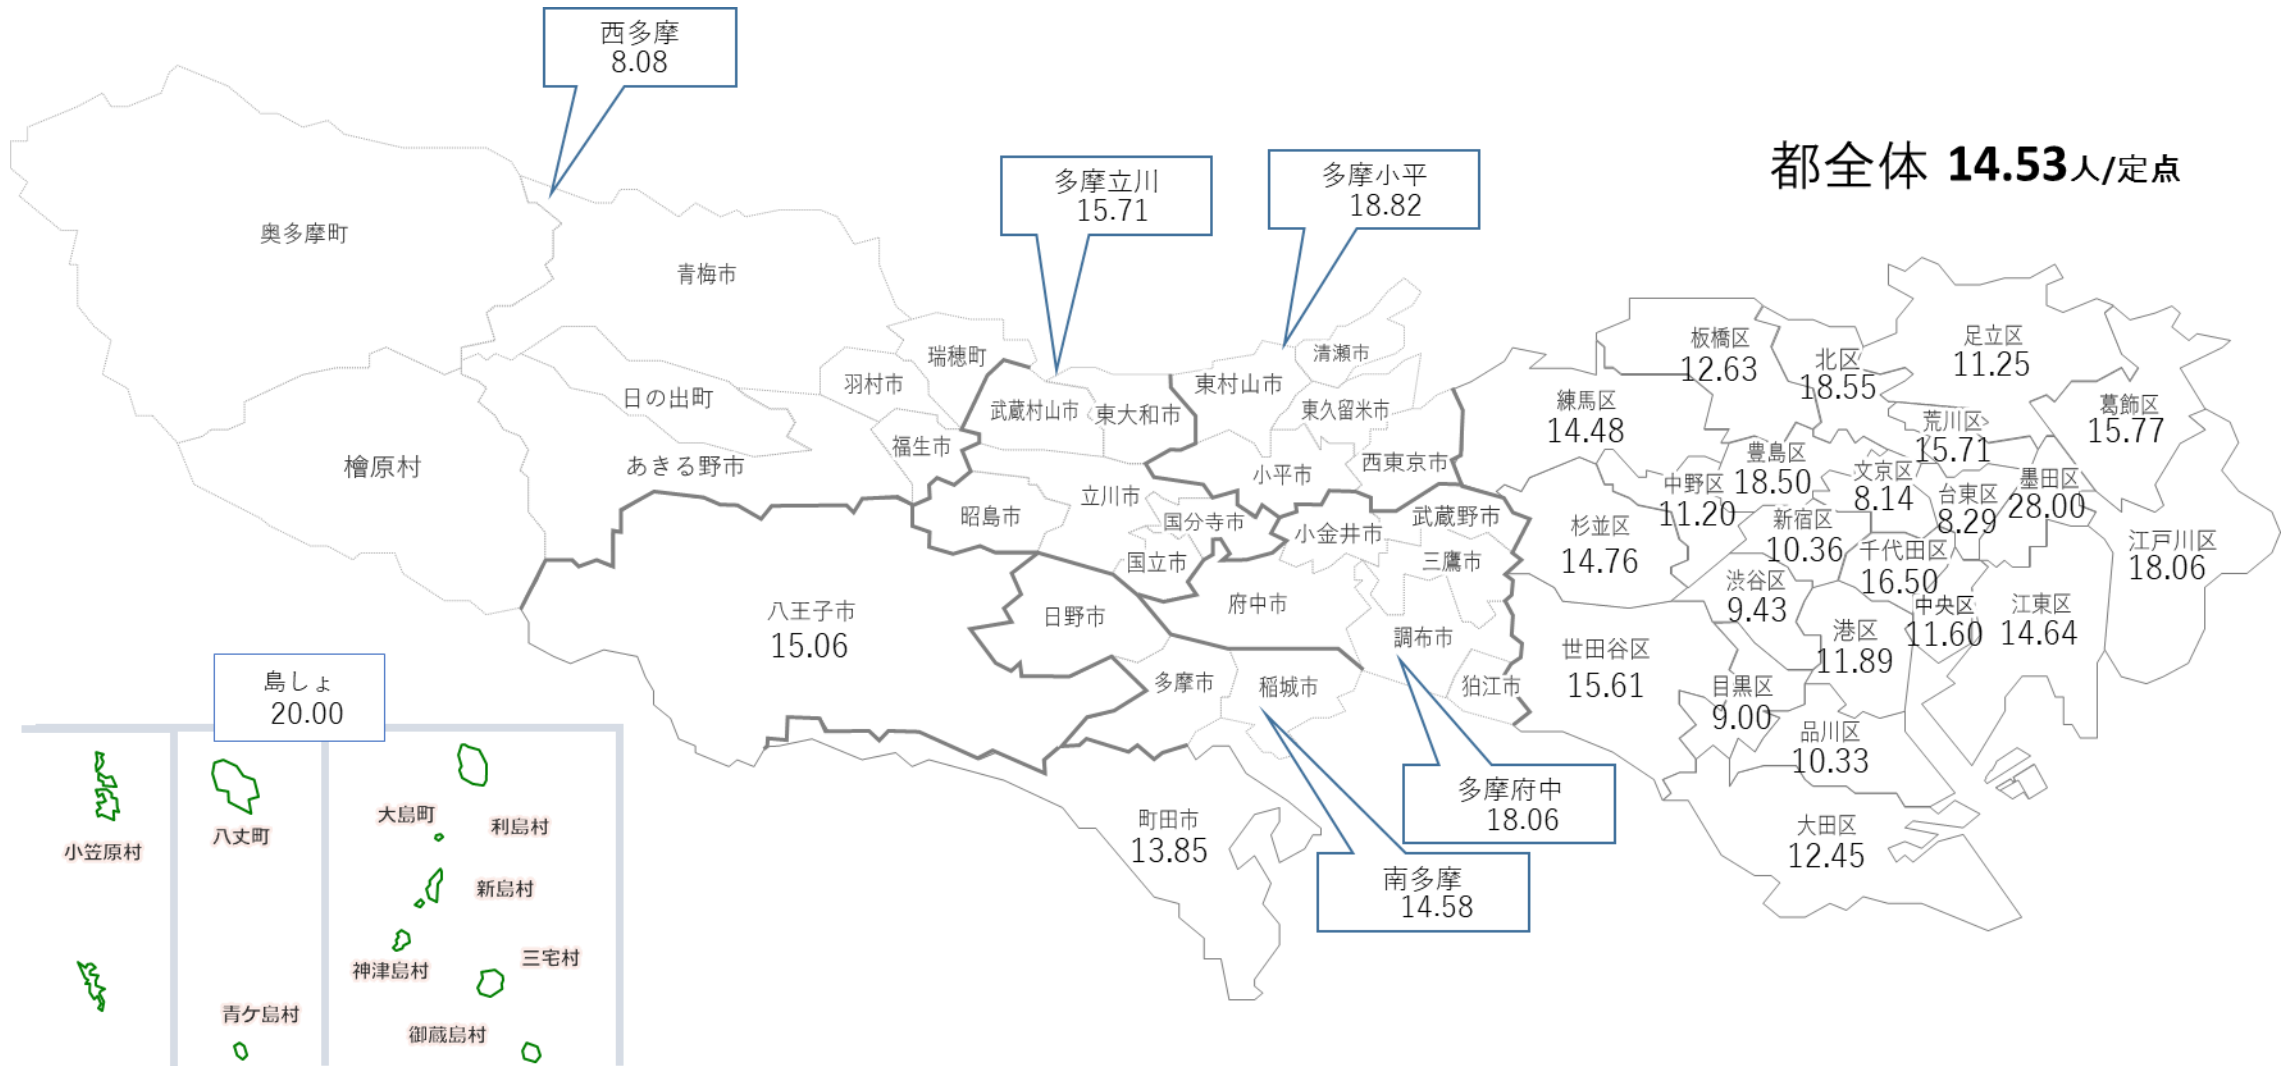 西多摩
8.08
多摩立川
15.71
多摩小平
18.82
都全体 14.53人/定点
奥多摩町
青梅市
瑞穂町
羽村市
日の出町
福生市
あきる野市
檜原村
武蔵村山市
東大和市
東村山市
清瀬市
東久留米市
小平市
西東京市
立川市
昭島市
国分寺市
国立市
小金井市
武蔵野市
三鷹市
府中市
調布市
狛江市
八王子市
15.06
日野市
多摩市
稲城市
町田市
13.85
多摩府中
18.06
南多摩
14.58
板橋区
12.63
北区
18.55
足立区
11.25
練馬区
14.48
荒川区
15.71
葛飾区
15.77
豊島区
18.50
文京区
8.14
中野区
11.20
台東区
8.29
墨田区
28.00
杉並区
14.76
新宿区
10.36
千代田区
16.50
江戸川区
18.06
渋谷区
9.43
中央区
11.60
江東区
14.64
港区
11.89
世田谷区
15.61
目黒区
9.00
品川区
10.33
大田区
12.45
島しょ
20.00
小笠原村
八丈町
青ケ島村
大島町
利島村
新島村
神津島村
三宅村
御蔵島村